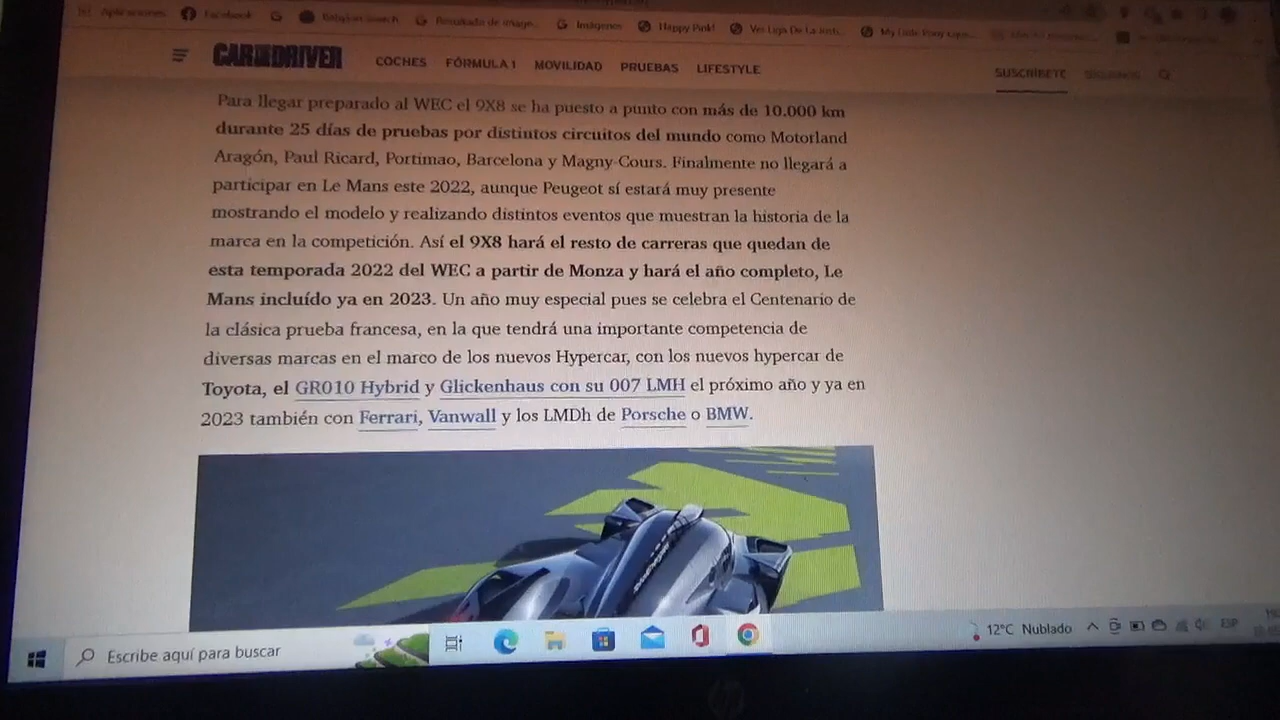 Aplicaciones Facebook Babylon Search Resultado de image... Imágenes Happy Pink! Ver Liga De La Justi... My Little Pony
CAR AND DRIVER COCHES FÓRMULA 1 MOVILIDAD PRUEBAS LIFESTYLE SUSCRÍBETE
Para llegar preparado al WEC el 9X8 se ha puesto a punto con más de 10.000 km
durante 25 días de pruebas por distintos circuitos del mundo como Motorland
Aragón, Paul Ricard, Portimao, Barcelona y Magny-Cours. Finalmente no llegará a
participar en Le Mans este 2022, aunque Peugeot sí estará muy presente
mostrando el modelo y realizando distintos eventos que muestran la historia de la
marca en la competición. Así el 9X8 hará el resto de carreras que quedan de
esta temporada 2022 del WEC a partir de Monza y hará el año completo, Le
Mans incluído ya en 2023. Un año muy especial pues se celebra el Centenario de
la clásica prueba francesa, en la que tendrá una importante competencia de
diversas marcas en el marco de los nuevos Hypercar, con los nuevos hypercar de
Toyota, el GR010 Hybrid y Glickenhaus con su 007 LMH el próximo año y ya en
2023 también con Ferrari, Vanwall y los LMDh de Porsche o BMW.
Escribe aquí para buscar 12°C Nublado ESP